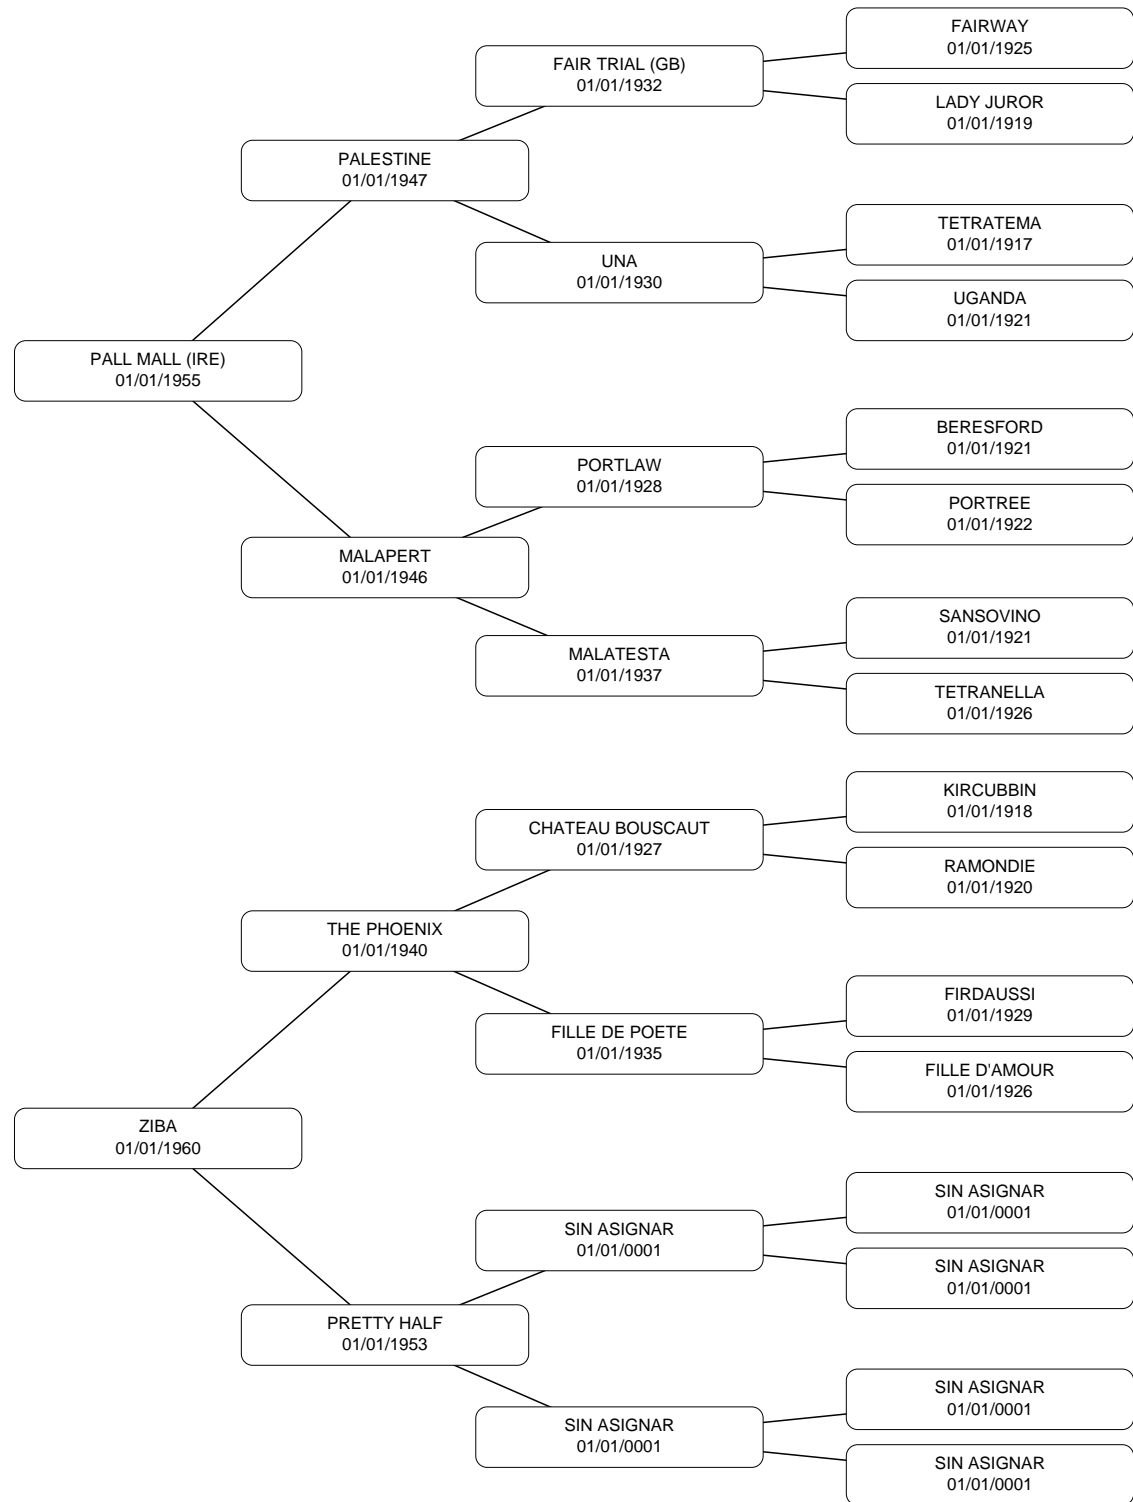 FAIRWAY
01/01/1925
FAIR TRIAL (GB)
01/01/1932
LADY JUROR
01/01/1919
PALESTINE
01/01/1947
TETRATEMA
01/01/1917
UNA
01/01/1930
UGANDA
01/01/1921
PALL MALL (IRE)
01/01/1955
BERESFORD
01/01/1921
PORTLAW
01/01/1928
PORTREE
01/01/1922
MALAPERT
01/01/1946
SANSOVINO
01/01/1921
MALATESTA
01/01/1937
TETRANELLA
01/01/1926
KIRCUBBIN
01/01/1918
CHATEAU BOUSCAUT
01/01/1927
RAMONDIE
01/01/1920
THE PHOENIX
01/01/1940
FIRDAUSSI
01/01/1929
FILLE DE POETE
01/01/1935
FILLE D'AMOUR
01/01/1926
ZIBA
01/01/1960
SIN ASIGNAR
01/01/0001
SIN ASIGNAR
01/01/0001
SIN ASIGNAR
01/01/0001
PRETTY HALF
01/01/1953
SIN ASIGNAR
01/01/0001
SIN ASIGNAR
01/01/0001
SIN ASIGNAR
01/01/0001